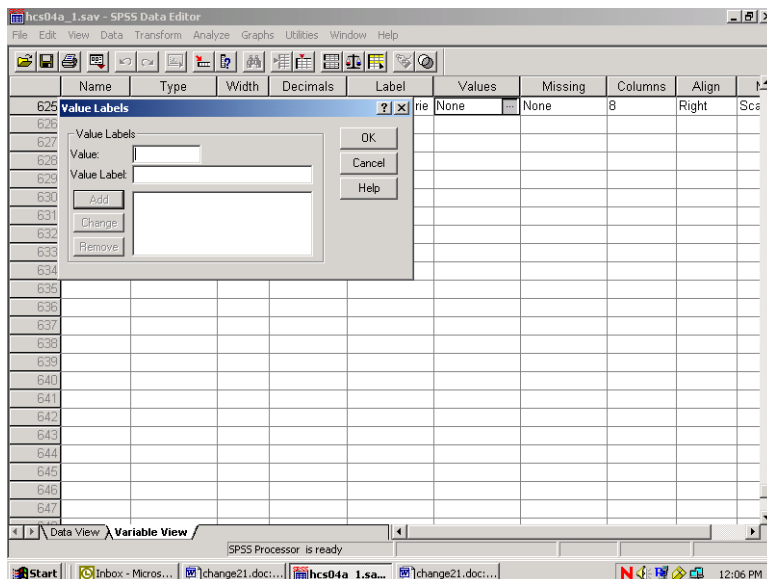 hcs04a_1.sav - SPSS Data Editor
File Edit View Data Transform Analyze Graphs Utilities Window Help
Name Type Width Decimals Label Values Missing Columns Align
625 rie None ... None 8 Right Sca
Value Labels
Value Labels
Value:
Value Label:
Add
Change
Remove
OK
Cancel
Help
626
627
628
629
630
631
632
633
634
635
636
637
638
639
640
641
642
643
644
645
646
647
Data View Variable View
SPSS Processor is ready
Start Inbox - Micros... change21.doc:... hcs04a_1.sa... change21.doc:... 12:06 PM